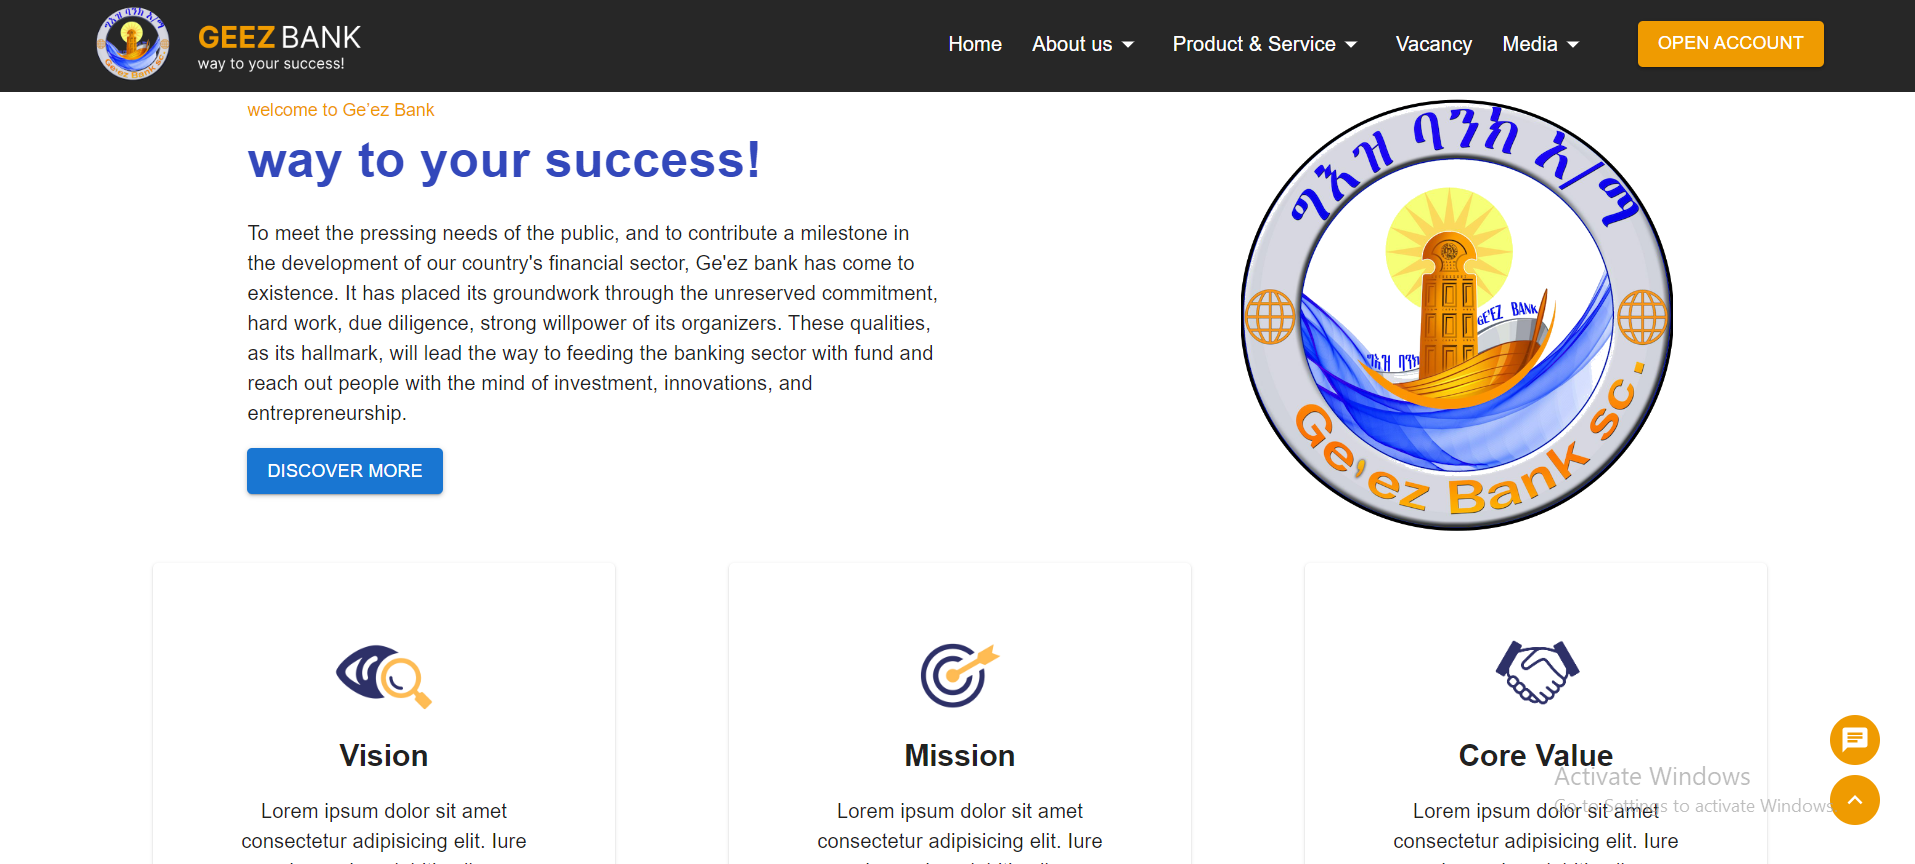 GEEZ BANK
way to your success!
Home About us Product & Service Vacancy Media OPEN ACCOUNT
welcome to Ge'ez Bank
way to your success!
To meet the pressing needs of the public, and to contribute a milestone in
the development of our country's financial sector, Ge'ez bank has come to
existence. It has placed its groundwork through the unreserved commitment,
hard work, due diligence, strong willpower of its organizers. These qualities,
as its hallmark, will lead the way to feeding the banking sector with fund and
reach out people with the mind of investment, innovations, and
entrepreneurship.
DISCOVER MORE
ግእዝ ባንክ አ/ማ
GE'EZ BANK
ግእዝ ባንክ
Ge'ez Bank sc.
Vision
Lorem ipsum dolor sit amet
consectetur adipisicing elit. Iure
Mission
Lorem ipsum dolor sit amet
consectetur adipisicing elit. Iure
Core Value
Lorem ipsum dolor sit amet
consectetur adipisicing elit. Iure
Activate Windows
Go to Settings to activate Windows